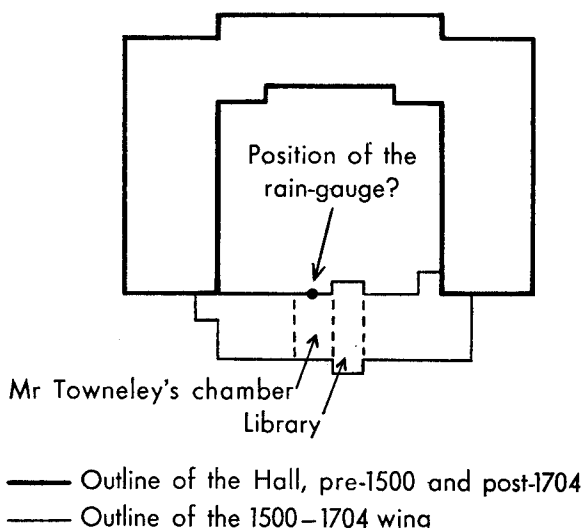 Position of the
rain-gauge?
Mr Towneley's chamber
Library
Outline of the Hall, pre-1500 and post-1704
Outline of the 1500–1704 wing